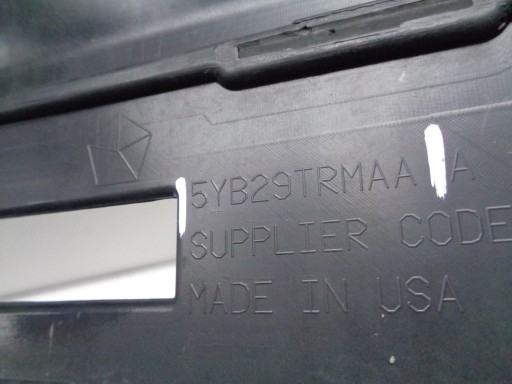 5YB29TRMAA A
SUPPLIER CODE
MADE IN USA